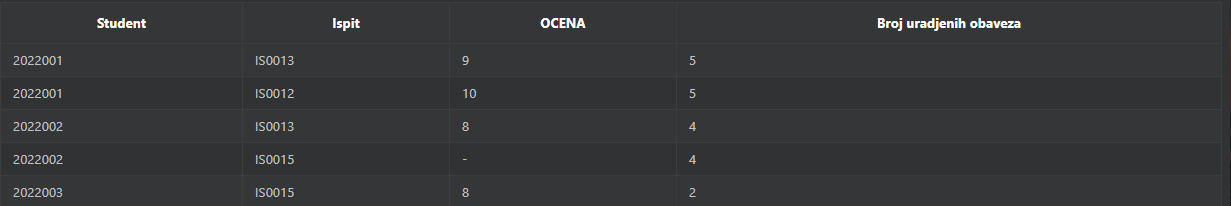 Student Ispit OCENA Broj uradjenih obaveza
2022001 IS0013 9 5
2022001 IS0012 10 5
2022002 IS0013 8 4
2022002 IS0015 - 4
2022003 IS0015 8 2